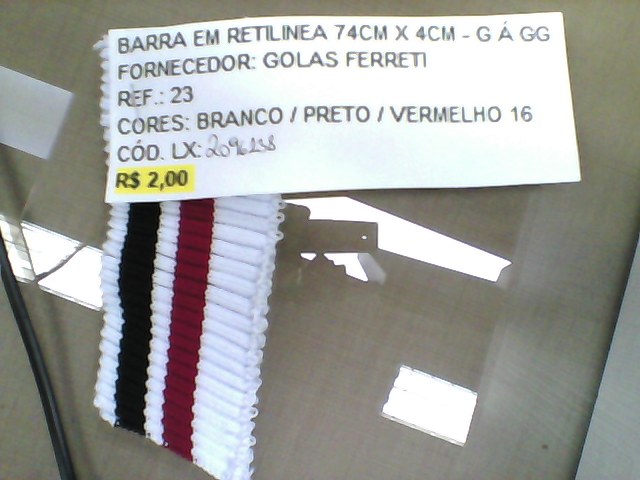 BARRA EM RETILINEA 74CM X 4CM - G Á GG
FORNECEDOR: GOLAS FERRETI
REF.: 23
CORES: BRANCO / PRETO / VERMELHO 16
CÓD. LX: 2096238
R$ 2,00